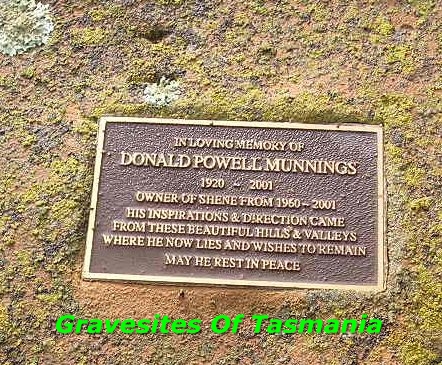 IN LOVING MEMORY OF
DONALD POWELL MUNNINGS
1920 - 2001
OWNER OF SHENE FROM 1960 - 2001
HIS INSPIRATIONS & DIRECTION CAME
FROM THESE BEAUTIFUL HILLS & VALLEYS
WHERE HE NOW LIES AND WISHES TO REMAIN
MAY HE REST IN PEACE
Gravesites Of Tasmania